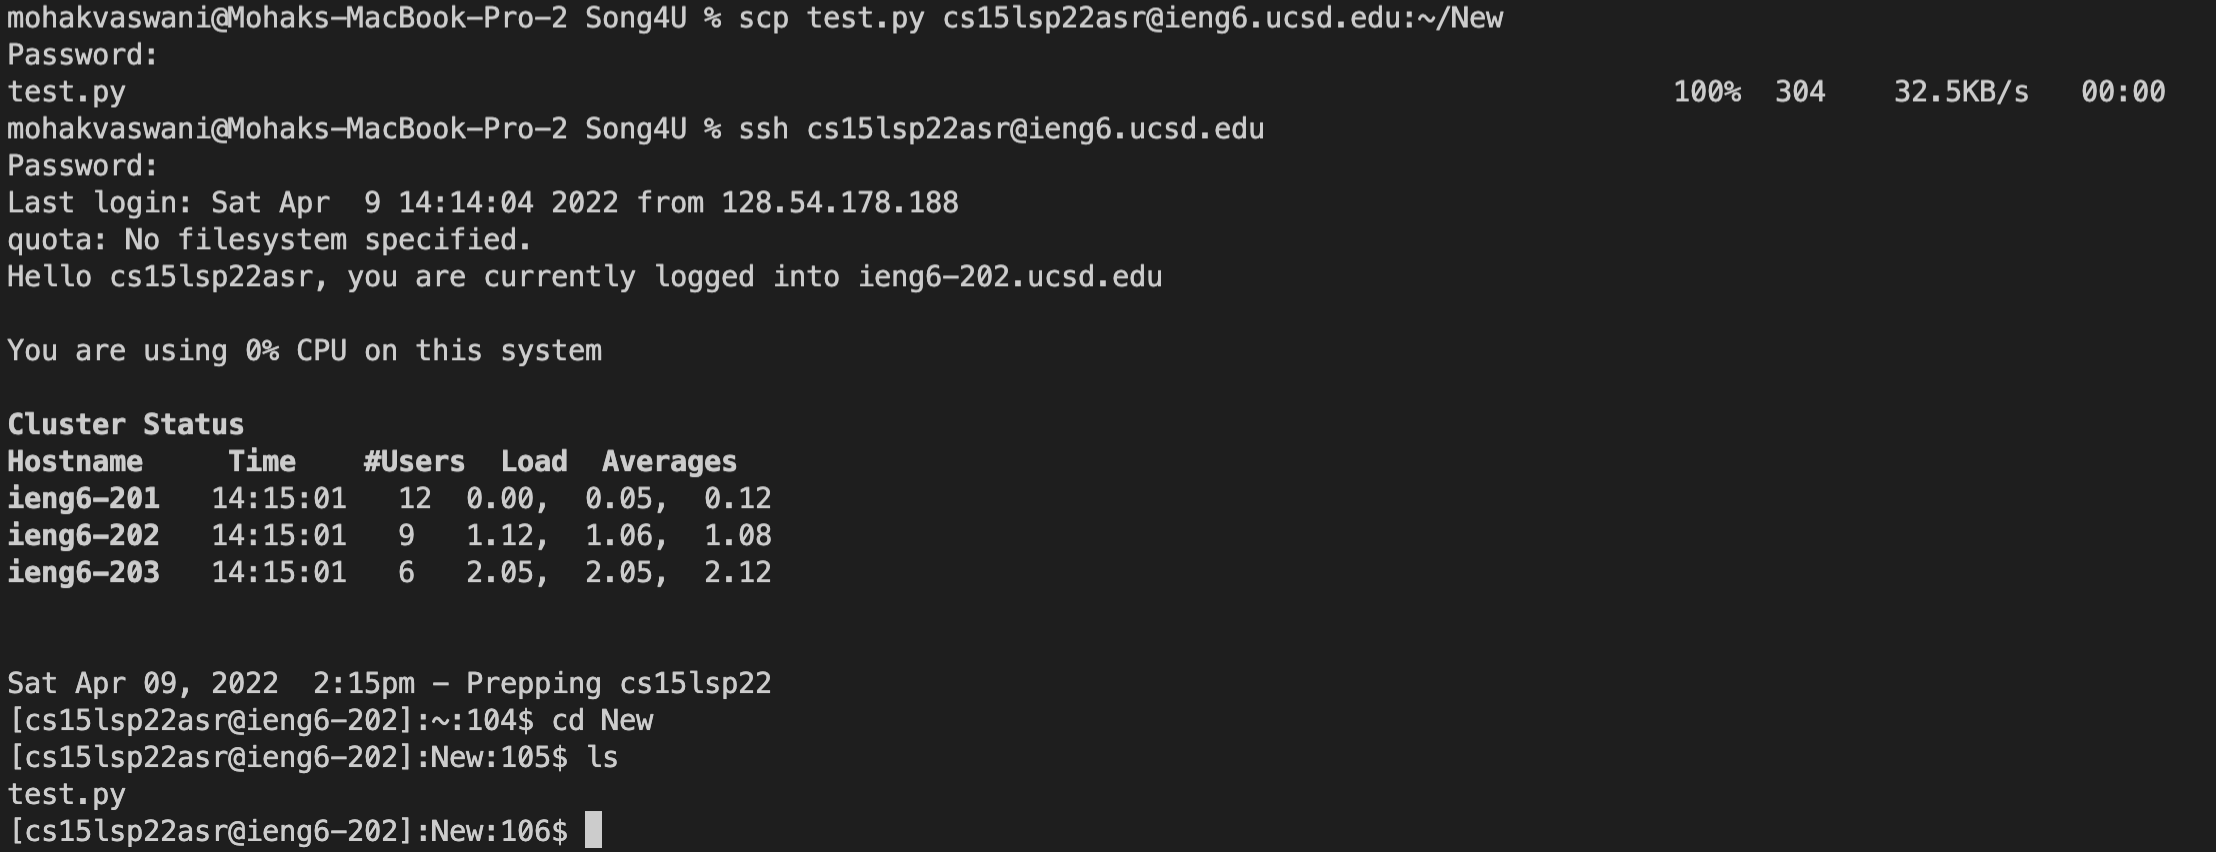 mohakvaswani@Mohaks-MacBook-Pro-2 Song4U % scp test.py cs15lsp22asr@ieng6.ucsd.edu:~/New
Password:
test.py                                                                                           100%  304    32.5KB/s   00:00
mohakvaswani@Mohaks-MacBook-Pro-2 Song4U % ssh cs15lsp22asr@ieng6.ucsd.edu
Password:
Last login: Sat Apr  9 14:14:04 2022 from 128.54.178.188
quota: No filesystem specified.
Hello cs15lsp22asr, you are currently logged into ieng6-202.ucsd.edu

You are using 0% CPU on this system

Cluster Status
Hostname     Time    #Users  Load  Averages
ieng6-201   14:15:01   12  0.00,  0.05,  0.12
ieng6-202   14:15:01   9   1.12,  1.06,  1.08
ieng6-203   14:15:01   6   2.05,  2.05,  2.12

Sat Apr 09, 2022  2:15pm - Prepping cs15lsp22
[cs15lsp22asr@ieng6-202]:~:104$ cd New
[cs15lsp22asr@ieng6-202]:New:105$ ls
test.py
[cs15lsp22asr@ieng6-202]:New:106$